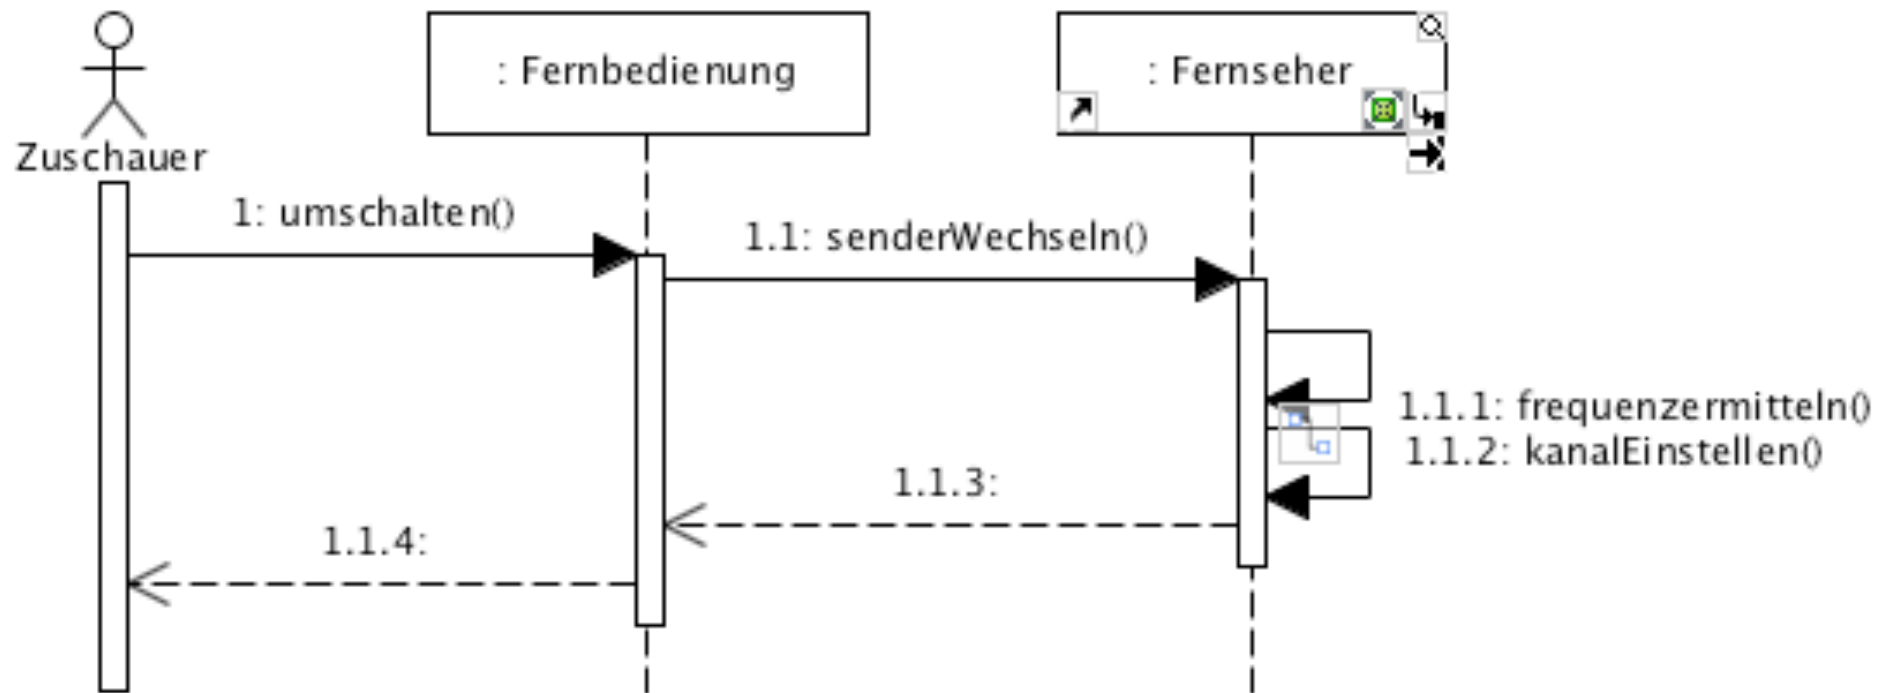 : Fernbedienung
: Fernseher
Zuschauer
1: umschalten()
1.1: senderWechseln()
1.1.1: frequenzermitteln()
1.1.2: kanalEinstellen()
1.1.3:
1.1.4: